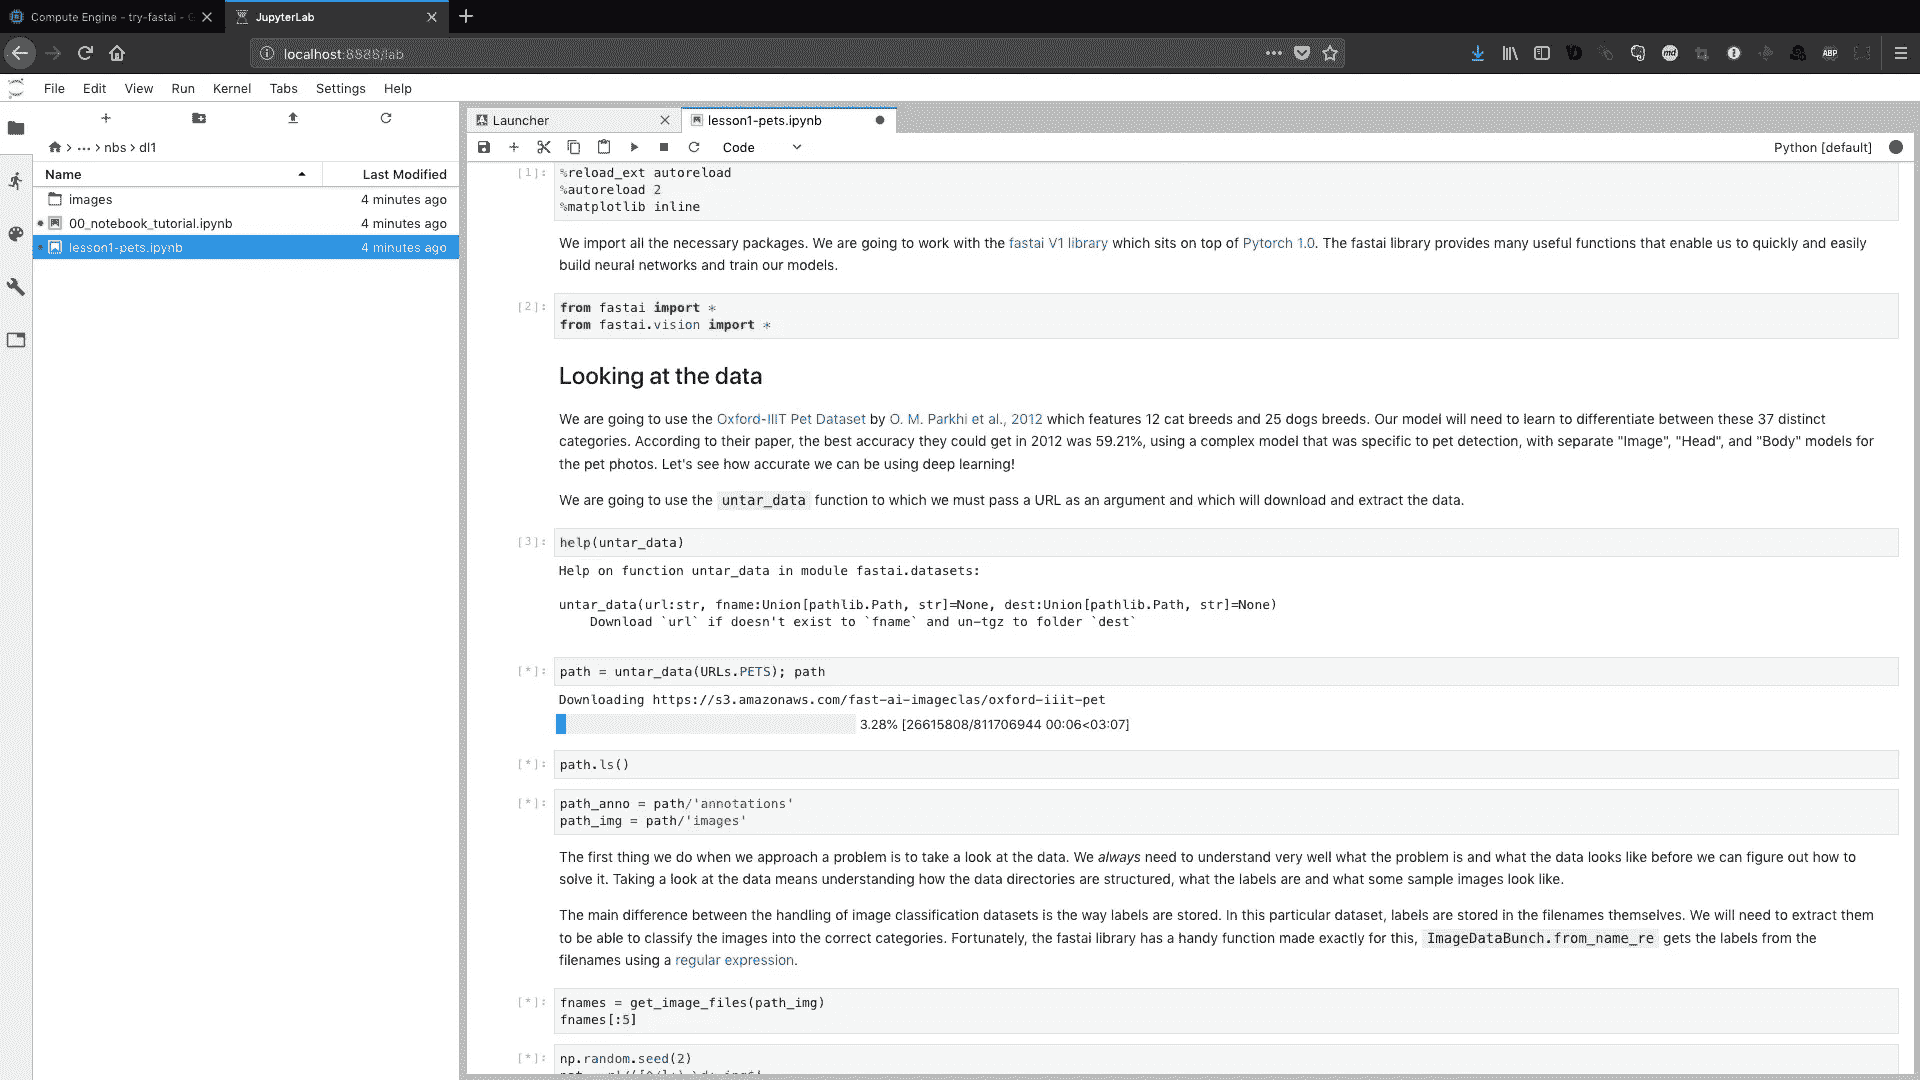 Compute Engine - try-fastai - G
JupyterLab
localhost:8888/lab
ABP
File Edit View Run Kernel Tabs Settings Help
nbs > dl1
Name Last Modified
images 4 minutes ago
00_notebook_tutorial.ipynb 4 minutes ago
lesson1-pets.ipynb 4 minutes ago
Launcher
lesson1-pets.ipynb
Code
Python [default]
[1]: %reload_ext autoreload
%autoreload 2
%matplotlib inline
We import all the necessary packages. We are going to work with the fastai V1 library which sits on top of Pytorch 1.0. The fastai library provides many useful functions that enable us to quickly and easily
build neural networks and train our models.
[2]: from fastai import *
from fastai.vision import *
Looking at the data
We are going to use the Oxford-IIIT Pet Dataset by O. M. Parkhi et al., 2012 which features 12 cat breeds and 25 dogs breeds. Our model will need to learn to differentiate between these 37 distinct
categories. According to their paper, the best accuracy they could get in 2012 was 59.21%, using a complex model that was specific to pet detection, with separate "Image", "Head", and "Body" models for
the pet photos. Let's see how accurate we can be using deep learning!
We are going to use the untar_data function to which we must pass a URL as an argument and which will download and extract the data.
[3]: help(untar_data)
Help on function untar_data in module fastai.datasets:
untar_data(url:str, fname:Union[pathlib.Path, str]=None, dest:Union[pathlib.Path, str]=None)
Download `url` if doesn't exist to `fname` and un-tgz to folder `dest`
[*]: path = untar_data(URLs.PETS); path
Downloading https://s3.amazonaws.com/fast-ai-imageclas/oxford-iiit-pet
3.28% [26615808/811706944 00:06<03:07]
[*]: path.ls()
[*]: path_anno = path/'annotations'
path_img = path/'images'
The first thing we do when we approach a problem is to take a look at the data. We always need to understand very well what the problem is and what the data looks like before we can figure out how to
solve it. Taking a look at the data means understanding how the data directories are structured, what the labels are and what some sample images look like.
The main difference between the handling of image classification datasets is the way labels are stored. In this particular dataset, labels are stored in the filenames themselves. We will need to extract them
to be able to classify the images into the correct categories. Fortunately, the fastai library has a handy function made exactly for this, ImageDataBunch.from_name_re gets the labels from the
filenames using a regular expression.
[*]: fnames = get_image_files(path_img)
fnames[:5]
[*]: np.random.seed(2)